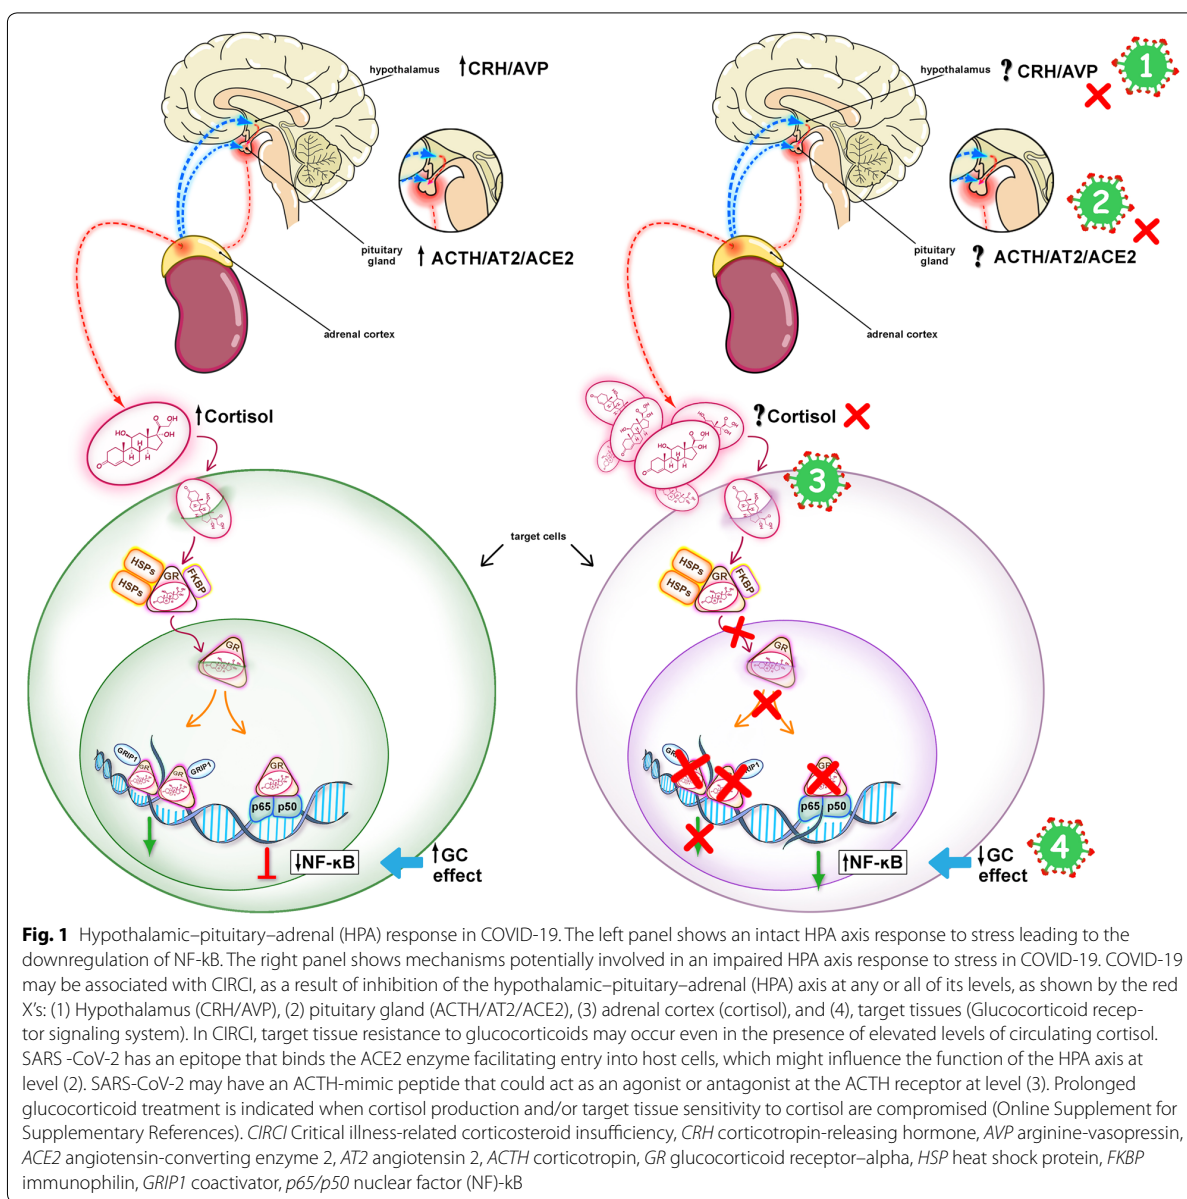 hypothalamus
↑CRH/AVP
pituitary
gland
↑ ACTH/AT2/ACE2
adrenal cortex
↑Cortisol
O
OH
HO
OH
H
H
H
O
HSPs
HSPs
GR
FKBP
GR
GRIP1
GR
GR
GRIP1
GR
p65
p50
↓NF-κB
↑GC
effect
target cells
hypothalamus
? CRH/AVP
1
2
pituitary
gland
? ACTH/AT2/ACE2
adrenal cortex
?Cortisol
O
OH
HO
OH
H
H
H
O
3
HSPs
HSPs
GR
FKBP
GR
GR
GRIP1
GR
p65
p50
↑NF-κB
↓GC
effect
4
Fig. 1 Hypothalamic–pituitary–adrenal (HPA) response in COVID-19. The left panel shows an intact HPA axis response to stress leading to the
downregulation of NF-kB. The right panel shows mechanisms potentially involved in an impaired HPA axis response to stress in COVID-19. COVID-19
may be associated with CIRCI, as a result of inhibition of the hypothalamic–pituitary–adrenal (HPA) axis at any or all of its levels, as shown by the red
X's: (1) Hypothalamus (CRH/AVP), (2) pituitary gland (ACTH/AT2/ACE2), (3) adrenal cortex (cortisol), and (4), target tissues (Glucocorticoid recep-
tor signaling system). In CIRCI, target tissue resistance to glucocorticoids may occur even in the presence of elevated levels of circulating cortisol.
SARS -CoV-2 has an epitope that binds the ACE2 enzyme facilitating entry into host cells, which might influence the function of the HPA axis at
level (2). SARS-CoV-2 may have an ACTH-mimic peptide that could act as an agonist or antagonist at the ACTH receptor at level (3). Prolonged
glucocorticoid treatment is indicated when cortisol production and/or target tissue sensitivity to cortisol are compromised (Online Supplement for
Supplementary References). CIRCI Critical illness-related corticosteroid insufficiency, CRH corticotropin-releasing hormone, AVP arginine-vasopressin,
ACE2 angiotensin-converting enzyme 2, AT2 angiotensin 2, ACTH corticotropin, GR glucocorticoid receptor–alpha, HSP heat shock protein, FKBP
immunophilin, GRIP1 coactivator, p65/p50 nuclear factor (NF)-kB